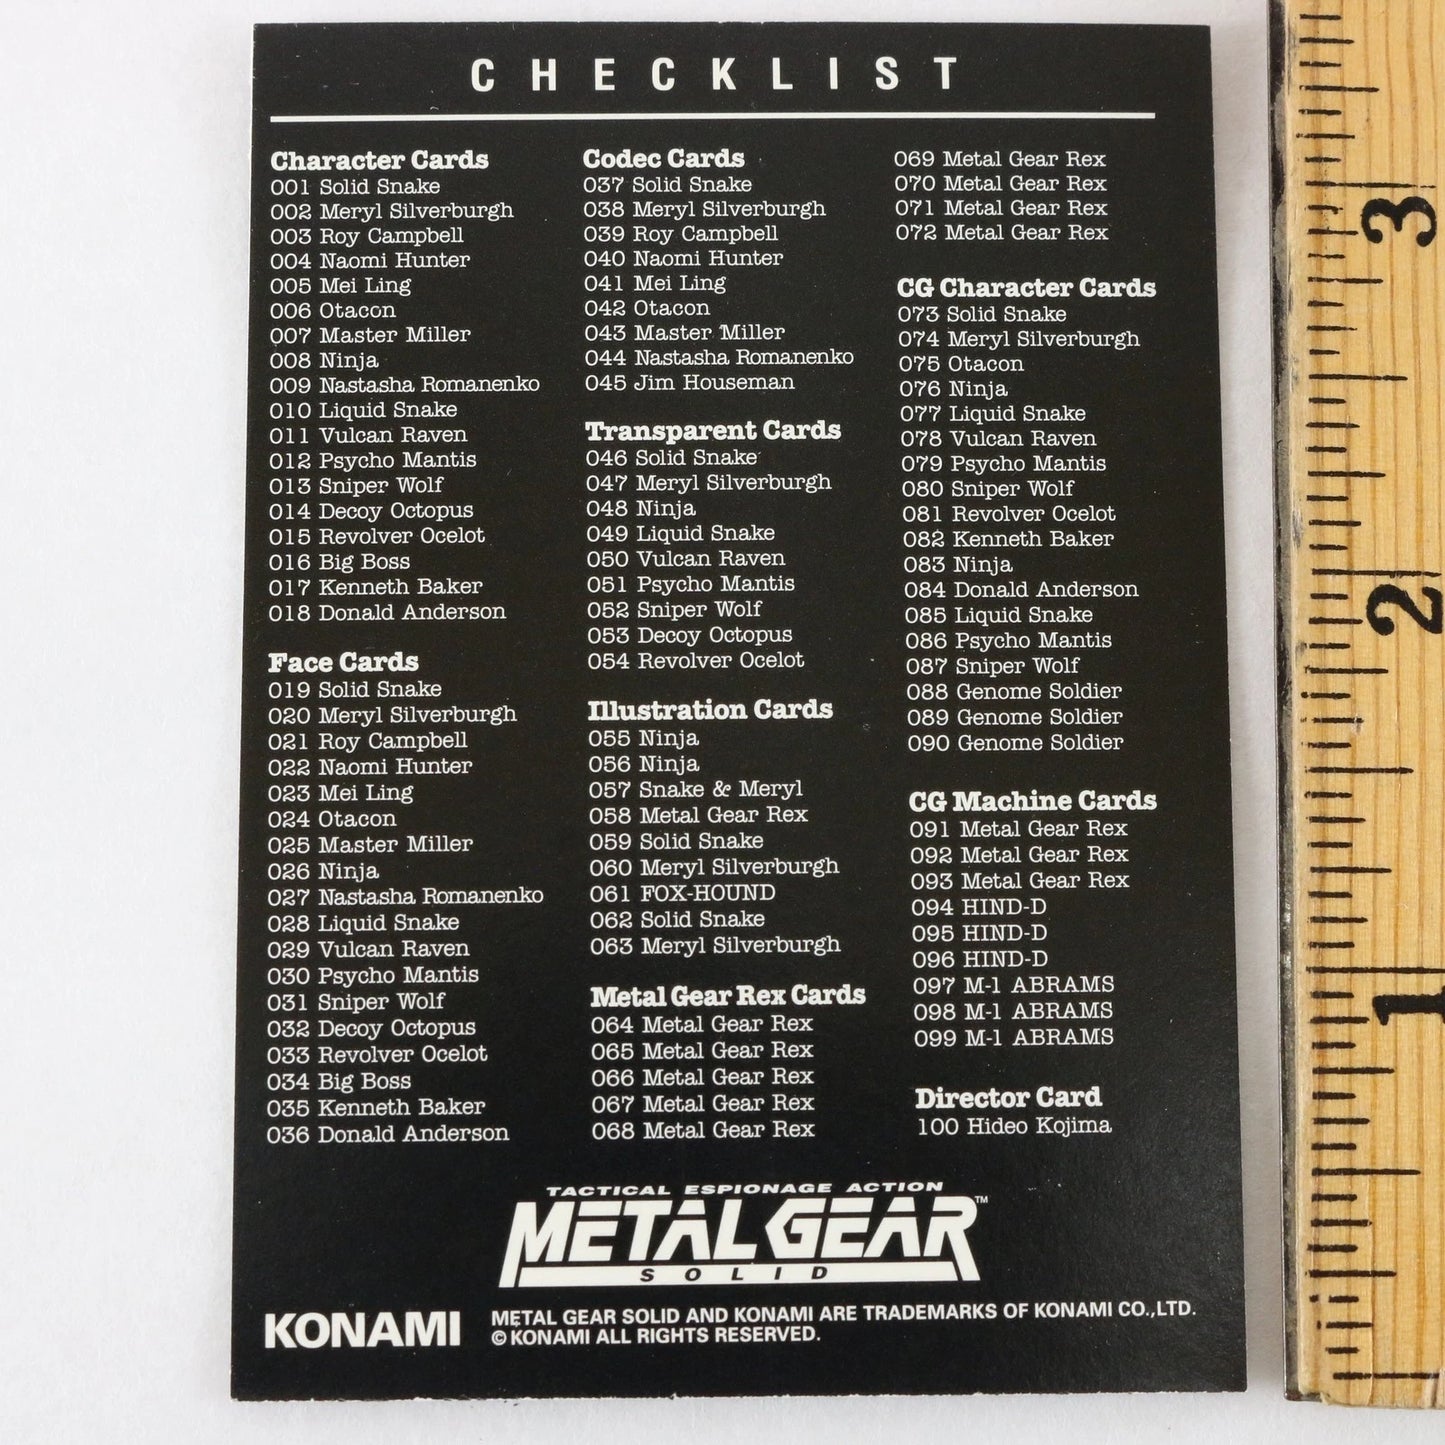 CHECKLIST
Character Cards
001 Solid Snake
002 Meryl Silverburgh
003 Roy Campbell
004 Naomi Hunter
005 Mei Ling
006 Otacon
007 Master Miller
008 Ninja
009 Nastasha Romanenko
010 Liquid Snake
011 Vulcan Raven
012 Psycho Mantis
013 Sniper Wolf
014 Decoy Octopus
015 Revolver Ocelot
016 Big Boss
017 Kenneth Baker
018 Donald Anderson
Face Cards
019 Solid Snake
020 Meryl Silverburgh
021 Roy Campbell
022 Naomi Hunter
023 Mei Ling
024 Otacon
025 Master Miller
026 Ninja
027 Nastasha Romanenko
028 Liquid Snake
029 Vulcan Raven
030 Psycho Mantis
031 Sniper Wolf
032 Decoy Octopus
033 Revolver Ocelot
034 Big Boss
035 Kenneth Baker
036 Donald Anderson
Codec Cards
037 Solid Snake
038 Meryl Silverburgh
039 Roy Campbell
040 Naomi Hunter
041 Mei Ling
042 Otacon
043 Master Miller
044 Nastasha Romanenko
045 Jim Houseman
Transparent Cards
046 Solid Snake
047 Meryl Silverburgh
048 Ninja
049 Liquid Snake
050 Vulcan Raven
051 Psycho Mantis
052 Sniper Wolf
053 Decoy Octopus
054 Revolver Ocelot
Illustration Cards
055 Ninja
056 Ninja
057 Snake & Meryl
058 Metal Gear Rex
059 Solid Snake
060 Meryl Silverburgh
061 FOX-HOUND
062 Solid Snake
063 Meryl Silverburgh
Metal Gear Rex Cards
064 Metal Gear Rex
065 Metal Gear Rex
066 Metal Gear Rex
067 Metal Gear Rex
068 Metal Gear Rex
069 Metal Gear Rex
070 Metal Gear Rex
071 Metal Gear Rex
072 Metal Gear Rex
CG Character Cards
073 Solid Snake
074 Meryl Silverburgh
075 Otacon
076 Ninja
077 Liquid Snake
078 Vulcan Raven
079 Psycho Mantis
080 Sniper Wolf
081 Revolver Ocelot
082 Kenneth Baker
083 Ninja
084 Donald Anderson
085 Liquid Snake
086 Psycho Mantis
087 Sniper Wolf
088 Genome Soldier
089 Genome Soldier
090 Genome Soldier
CG Machine Cards
091 Metal Gear Rex
092 Metal Gear Rex
093 Metal Gear Rex
094 HIND-D
095 HIND-D
096 HIND-D
097 M-1 ABRAMS
098 M-1 ABRAMS
099 M-1 ABRAMS
Director Card
100 Hideo Kojima
TACTICAL ESPIONAGE ACTION
METAL GEAR™
SOLID
KONAMI
METAL GEAR SOLID AND KONAMI ARE TRADEMARKS OF KONAMI CO.,LTD.
© KONAMI ALL RIGHTS RESERVED.
3
2
1